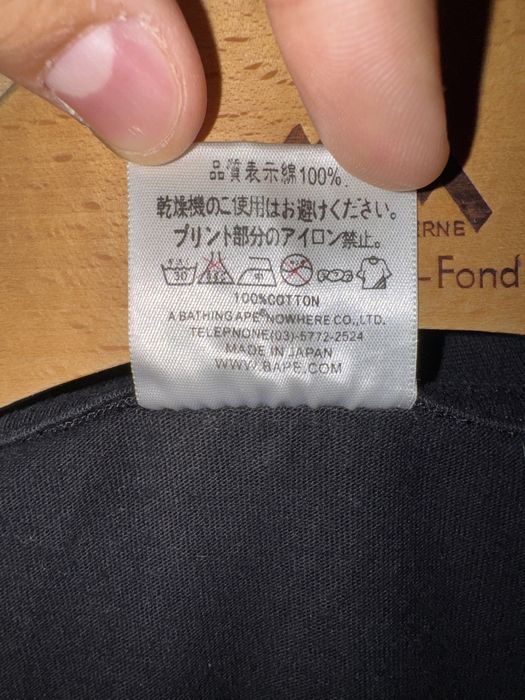 品質表示綿100%.
乾燥機のご使用はお避けください。
プリント部分のアイロン禁止。
30
100%COTTON
A BATHING APE® NOWHERE CO.,LTD.
TELEPNONE(03)-5772-2524
MADE IN JAPAN
WWW.BAPE.COM
ERNE
-Fond